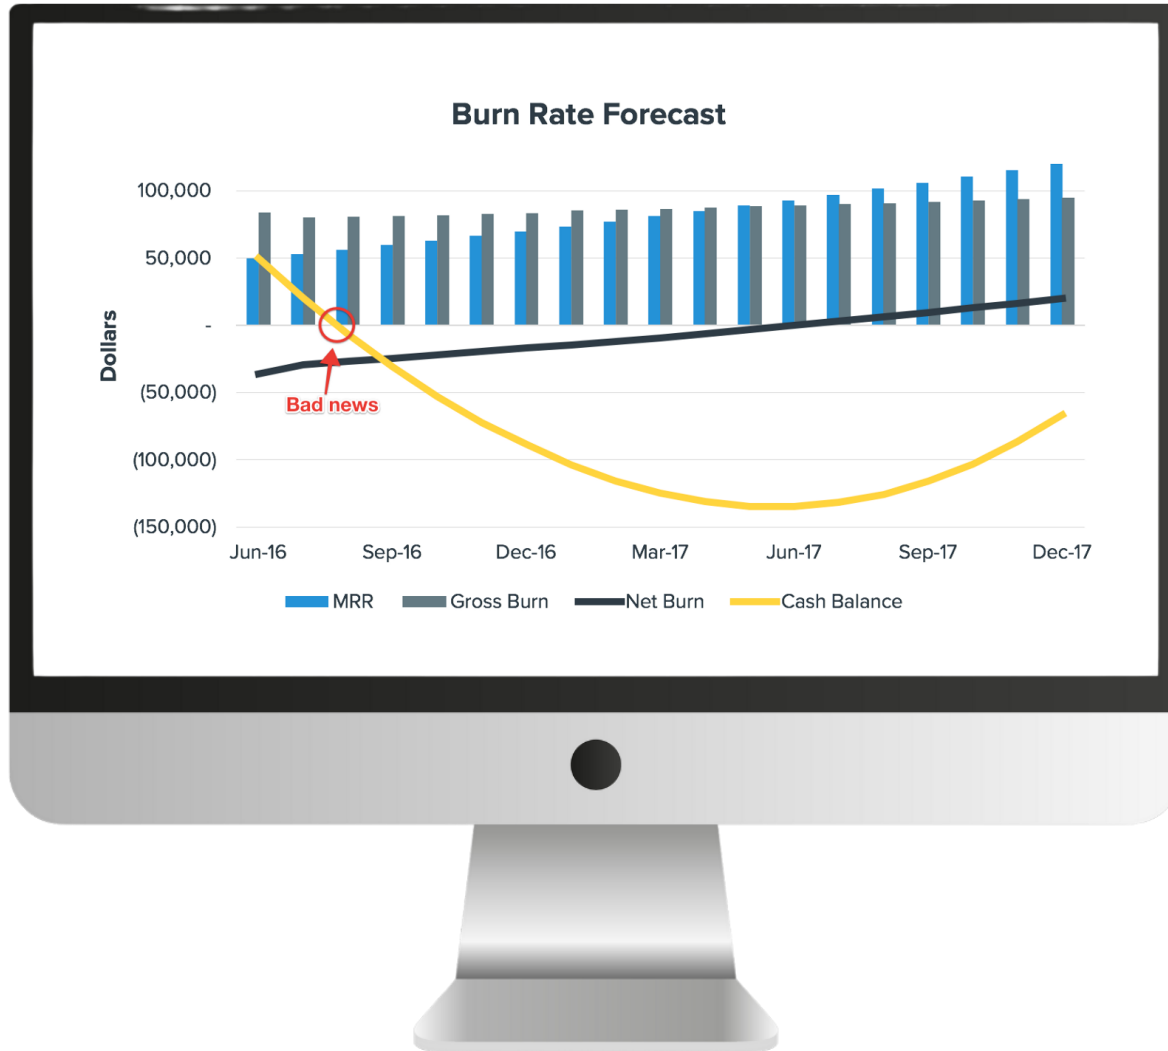 Burn Rate Forecast
100,000
50,000
-
(50,000)
(100,000)
(150,000)
Dollars
Bad news
Jun-16 Sep-16 Dec-16 Mar-17 Jun-17 Sep-17 Dec-17
MRR Gross Burn Net Burn Cash Balance